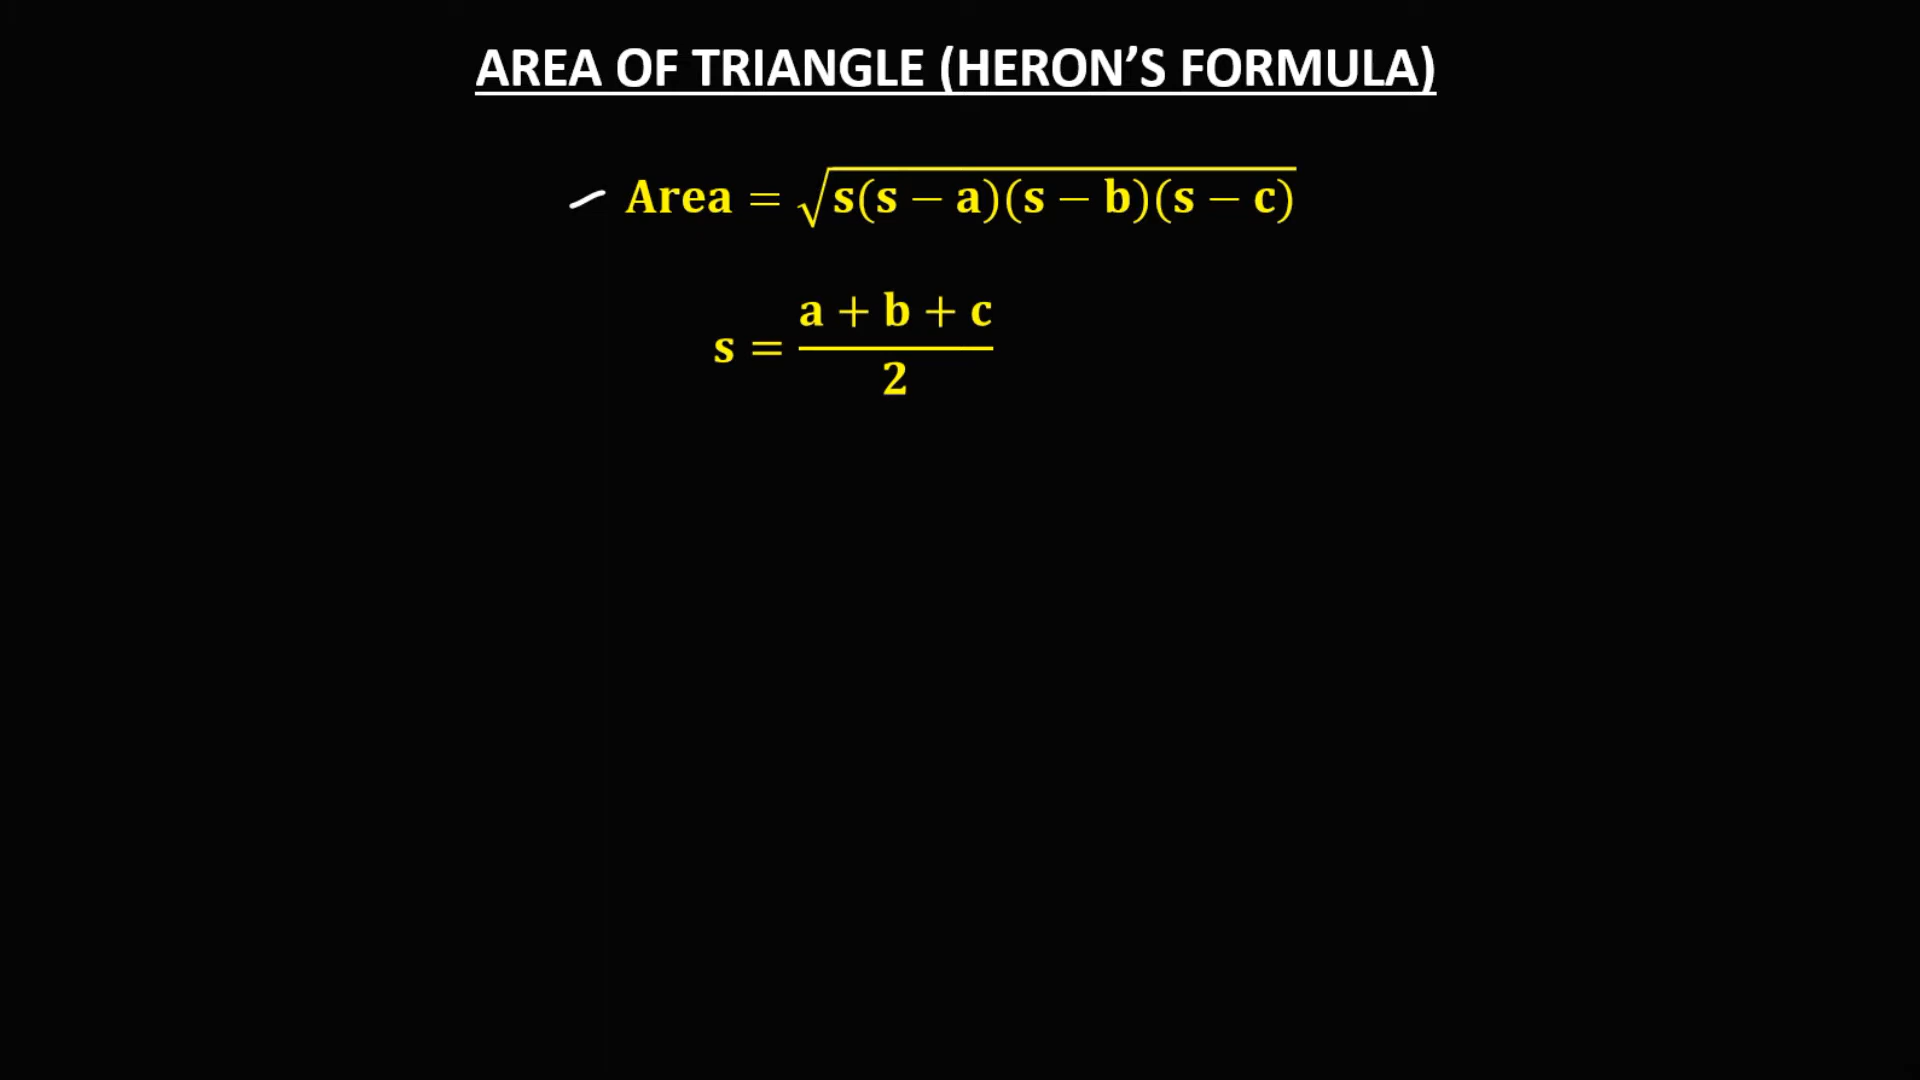 AREA OF TRIANGLE (HERON’S FORMULA)
Area = √s(s − a)(s − b)(s − c)
s = a + b + c / 2